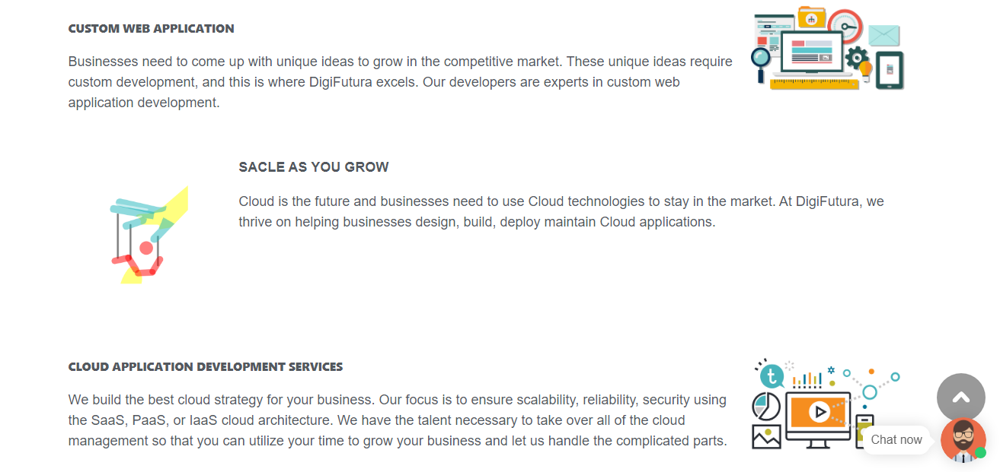 CUSTOM WEB APPLICATION
Businesses need to come up with unique ideas to grow in the competitive market. These unique ideas require
custom development, and this is where DigiFutura excels. Our developers are experts in custom web
application development.
SACLE AS YOU GROW
Cloud is the future and businesses need to use Cloud technologies to stay in the market. At DigiFutura, we
thrive on helping businesses design, build, deploy maintain Cloud applications.
CLOUD APPLICATION DEVELOPMENT SERVICES
We build the best cloud strategy for your business. Our focus is to ensure scalability, reliability, security using
the SaaS, PaaS, or IaaS cloud architecture. We have the talent necessary to take over all of the cloud
management so that you can utilize your time to grow your business and let us handle the complicated parts.
t
Chat now